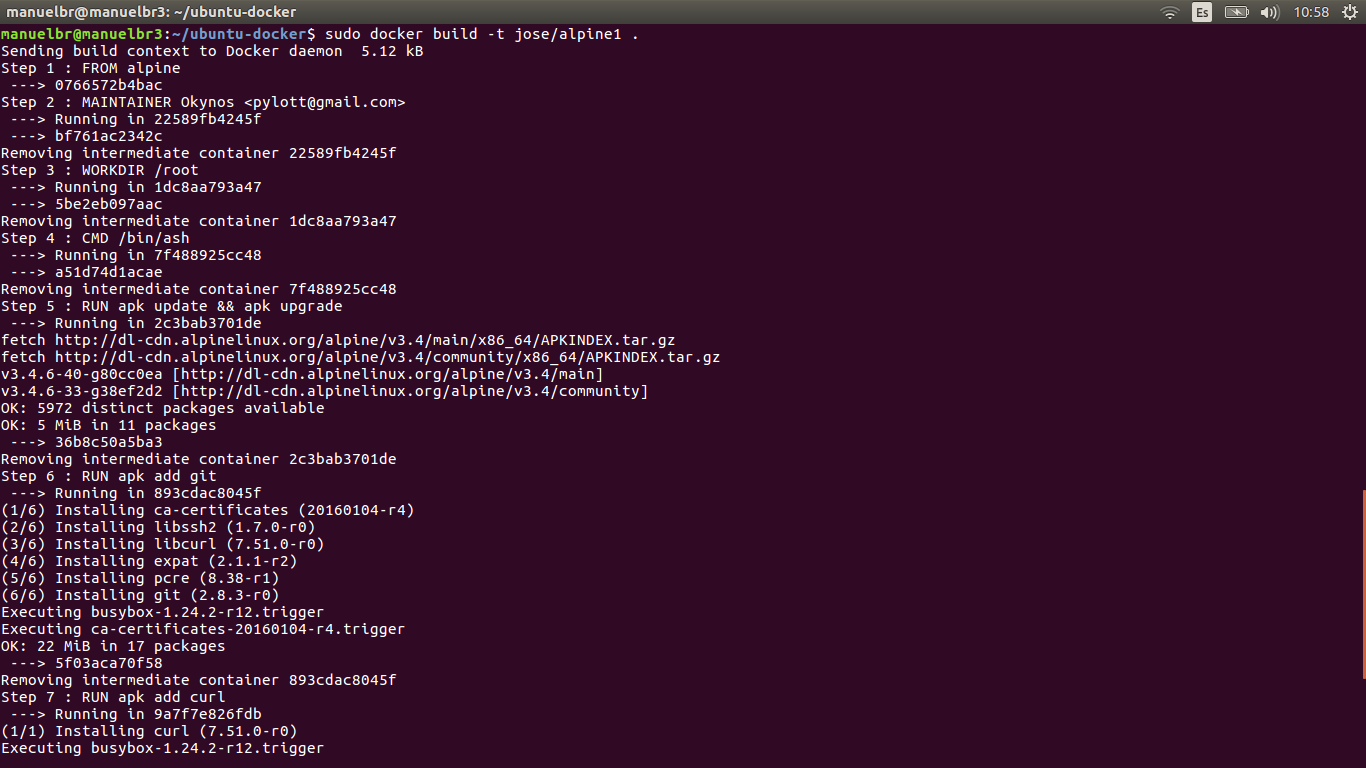 manuelbr@manuelbr3: ~/ubuntu-docker
Es
10:58
manuelbr@manuelbr3:~/ubuntu-docker$ sudo docker build -t jose/alpine1 .
Sending build context to Docker daemon  5.12 kB
Step 1 : FROM alpine
 ---> 0766572b4bac
Step 2 : MAINTAINER Okynos <pylott@gmail.com>
 ---> Running in 22589fb4245f
 ---> bf761ac2342c
Removing intermediate container 22589fb4245f
Step 3 : WORKDIR /root
 ---> Running in 1dc8aa793a47
 ---> 5be2eb097aac
Removing intermediate container 1dc8aa793a47
Step 4 : CMD /bin/ash
 ---> Running in 7f488925cc48
 ---> a51d74d1acae
Removing intermediate container 7f488925cc48
Step 5 : RUN apk update && apk upgrade
 ---> Running in 2c3bab3701de
fetch http://dl-cdn.alpinelinux.org/alpine/v3.4/main/x86_64/APKINDEX.tar.gz
fetch http://dl-cdn.alpinelinux.org/alpine/v3.4/community/x86_64/APKINDEX.tar.gz
v3.4.6-40-g80cc0ea [http://dl-cdn.alpinelinux.org/alpine/v3.4/main]
v3.4.6-33-g38ef2d2 [http://dl-cdn.alpinelinux.org/alpine/v3.4/community]
OK: 5972 distinct packages available
OK: 5 MiB in 11 packages
 ---> 36b8c50a5ba3
Removing intermediate container 2c3bab3701de
Step 6 : RUN apk add git
 ---> Running in 893cdac8045f
(1/6) Installing ca-certificates (20160104-r4)
(2/6) Installing libssh2 (1.7.0-r0)
(3/6) Installing libcurl (7.51.0-r0)
(4/6) Installing expat (2.1.1-r2)
(5/6) Installing pcre (8.38-r1)
(6/6) Installing git (2.8.3-r0)
Executing busybox-1.24.2-r12.trigger
Executing ca-certificates-20160104-r4.trigger
OK: 22 MiB in 17 packages
 ---> 5f03aca70f58
Removing intermediate container 893cdac8045f
Step 7 : RUN apk add curl
 ---> Running in 9a7f7e826fdb
(1/1) Installing curl (7.51.0-r0)
Executing busybox-1.24.2-r12.trigger